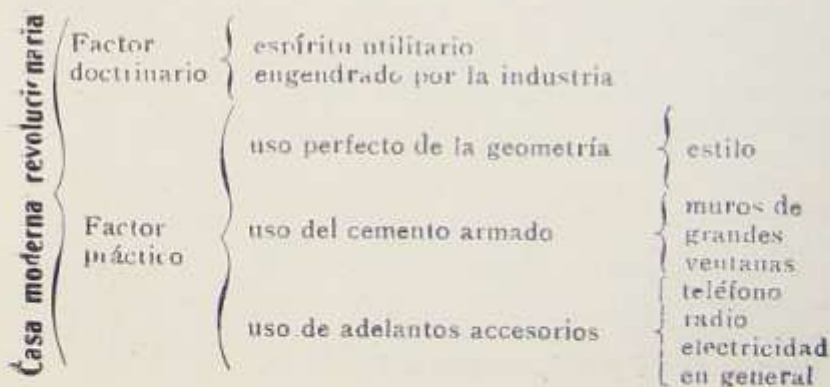 Casa moderna revolucionaria
Factor
doctrinario
espíritu utilitario
engendrado por la industria
Factor
práctico
uso perfecto de la geometría
estilo
uso del cemento armado
muros de
grandes
ventanas
uso de adelantos accesorios
teléfono
radio
electricidad
en general